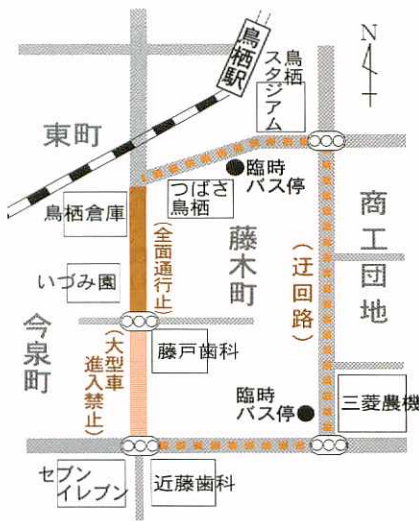 鳥栖駅
鳥栖
スタジアム
N
東町
臨時
バス停
つばさ
鳥栖
鳥栖倉庫
(全面通行止)
藤木町
商工団地
(迂回路)
いづみ園
今泉町
(大型車
進入禁止)
藤戸歯科
臨時
バス停
三菱農機
セブン
イレブン
近藤歯科